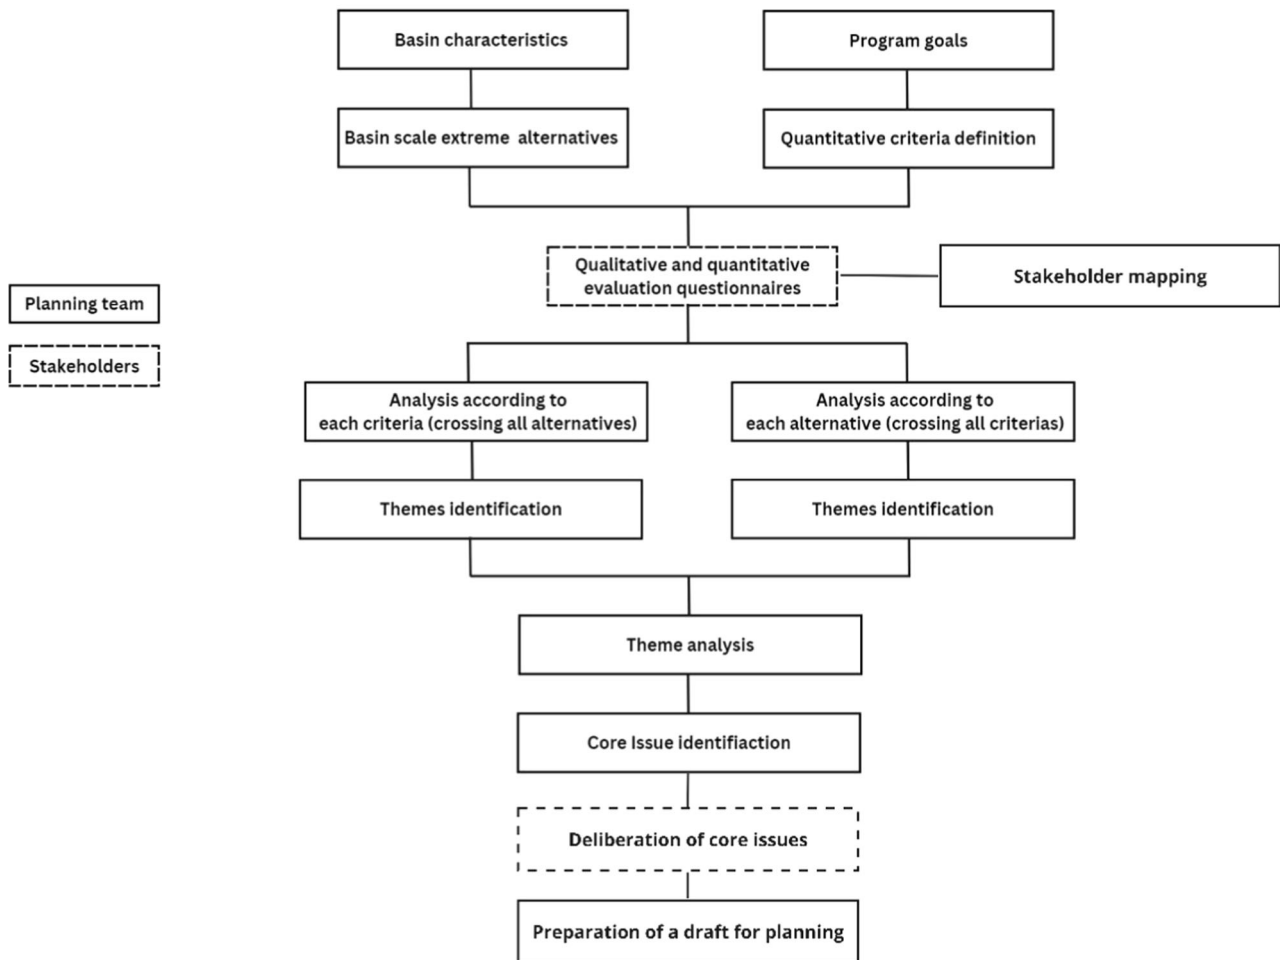 Basin characteristics
Program goals
Basin scale extreme alternatives
Quantitative criteria definition
Qualitative and quantitative
evaluation questionnaires
Stakeholder mapping
Planning team
Stakeholders
Analysis according to
each criteria (crossing all alternatives)
Analysis according to
each alternative (crossing all criterias)
Themes identification
Themes identification
Theme analysis
Core Issue identifiaction
Deliberation of core issues
Preparation of a draft for planning